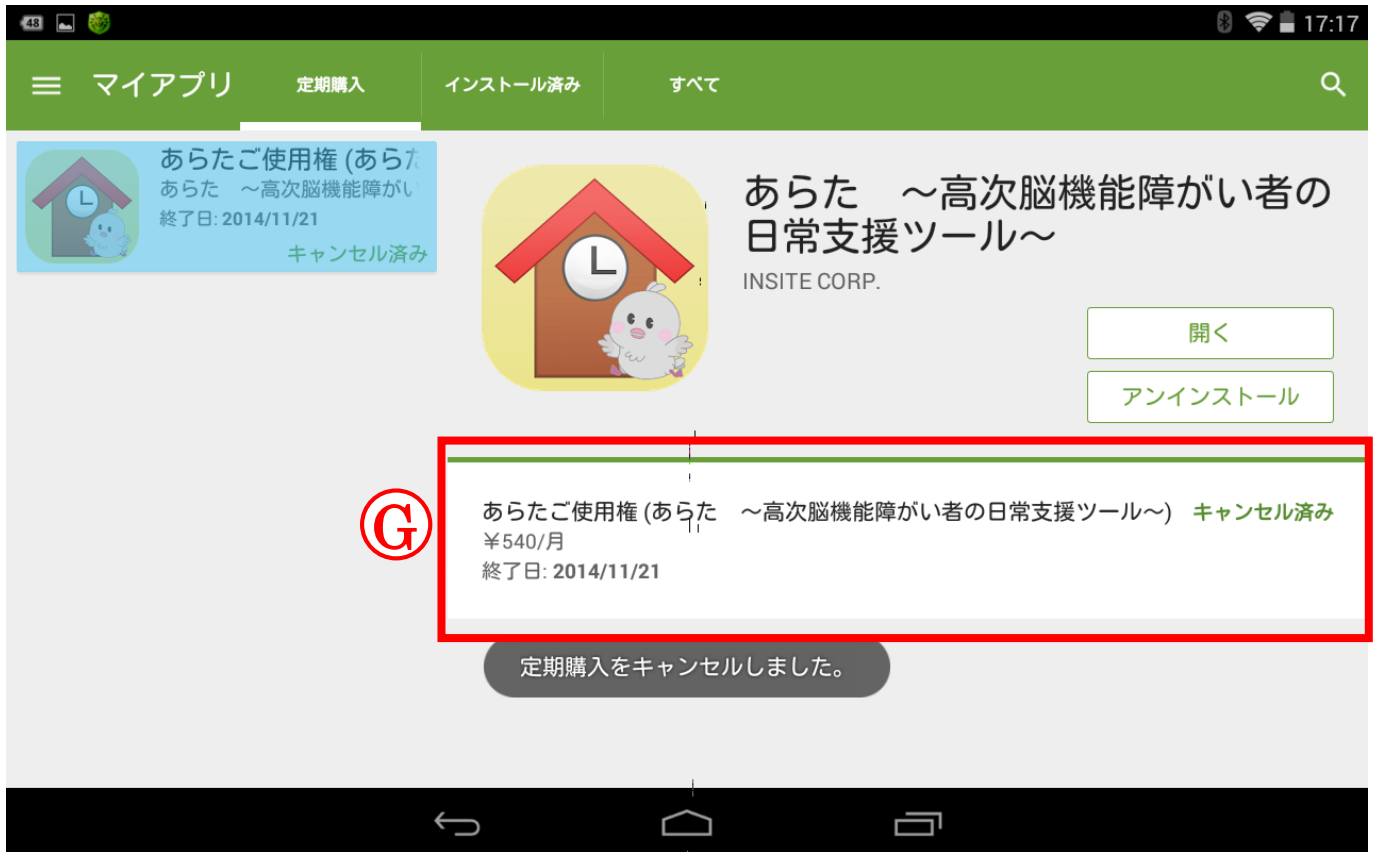 48
17:17
マイアプリ
定期購入
インストール済み
すべて
あらたご使用権 (あらた
あらた　～高次脳機能障がい
終了日: 2014/11/21
キャンセル済み
あらた　～高次脳機能障がい者の
日常支援ツール～
INSITE CORP.
開く
アンインストール
Ⓖ
あらたご使用権 (あらた　～高次脳機能障がい者の日常支援ツール～) キャンセル済み
￥540/月
終了日: 2014/11/21
定期購入をキャンセルしました。